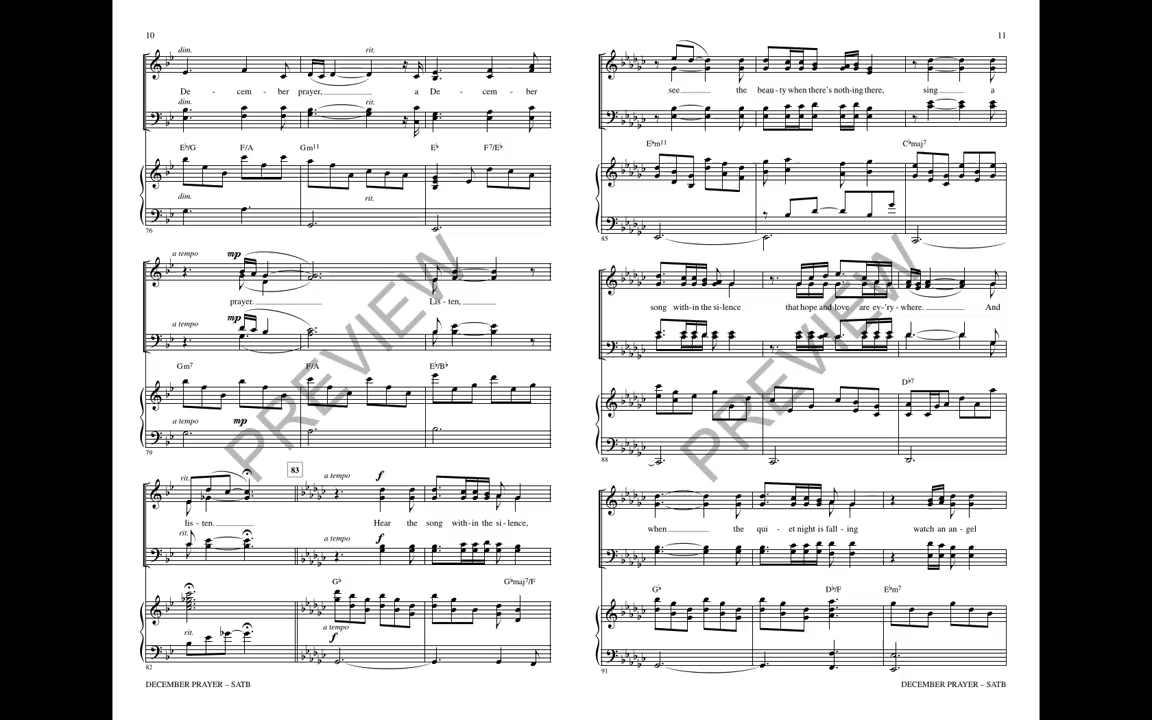 10
dim. rit.
De - cem - ber prayer, a De - cem - ber
dim. rit.
E♭/G F/A Gm11 E♭ F7/E♭
dim. rit.
76
a tempo mp
prayer. Lis - ten,
a tempo mp
Gm7 F/A E♭/B♭
a tempo mp
79
rit. 83 a tempo f
lis - ten. Hear the song with-in the si - lence,
rit. a tempo f
G♭ G♭maj7/F
rit. a tempo f
82
DECEMBER PRAYER – SATB
PREVIEW
11
see the beau - ty when there's noth-ing there, sing a
E♭m11 C♭maj7
85
song with-in the si-lence that hope and love are ev-'ry-where. And
D♭7
88
when the qui - et night is fall - ing watch an an-gel
G♭ D♭/F E♭m7
91
DECEMBER PRAYER – SATB
PREVIEW